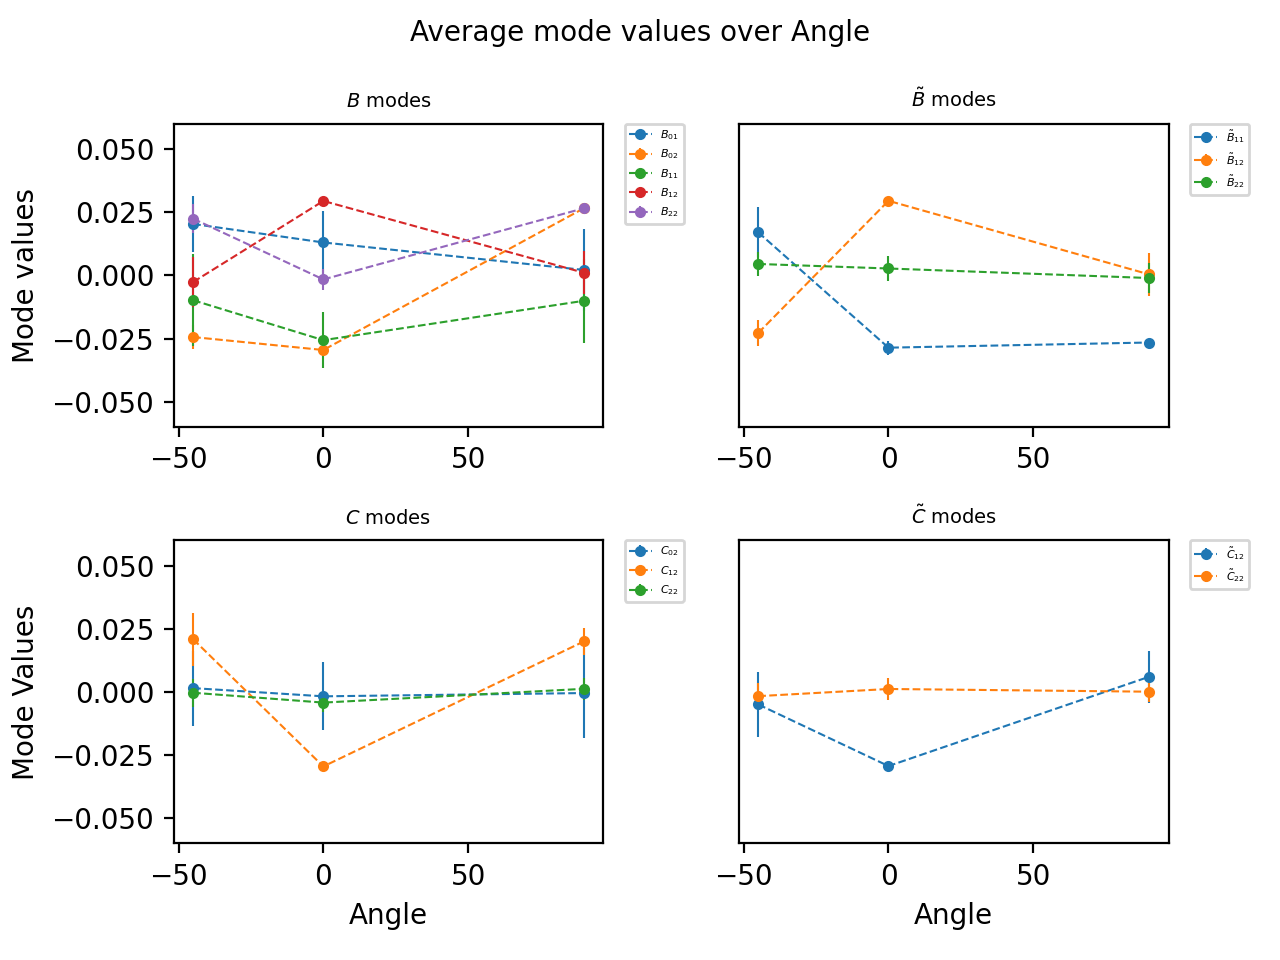 Average mode values over Angle
B modes
0.050
0.025
0.000
−0.025
−0.050
Mode values
−50 0 50
B₀₁
B₀₂
B₁₁
B₁₂
B₂₂
B̃ modes
−50 0 50
B̃₁₁
B̃₁₂
B̃₂₂
C modes
0.050
0.025
0.000
−0.025
−0.050
Mode Values
−50 0 50
Angle
C₀₂
C₁₂
C₂₂
C̃ modes
−50 0 50
Angle
C̃₁₂
C̃₂₂